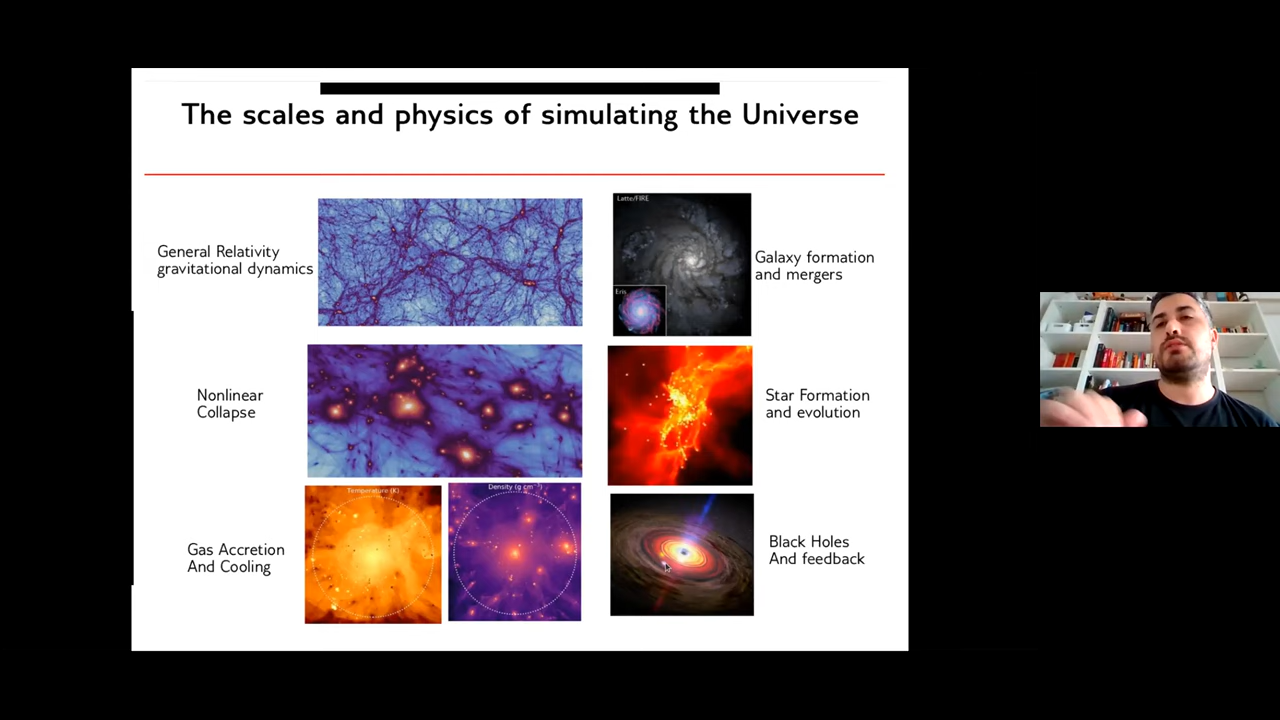 The scales and physics of simulating the Universe
General Relativity
gravitational dynamics
Latte/FIRE
Eris
Galaxy formation
and mergers
Nonlinear
Collapse
Star Formation
and evolution
Gas Accretion
And Cooling
Temperature (K)
Density (g cm⁻³)
Black Holes
And feedback